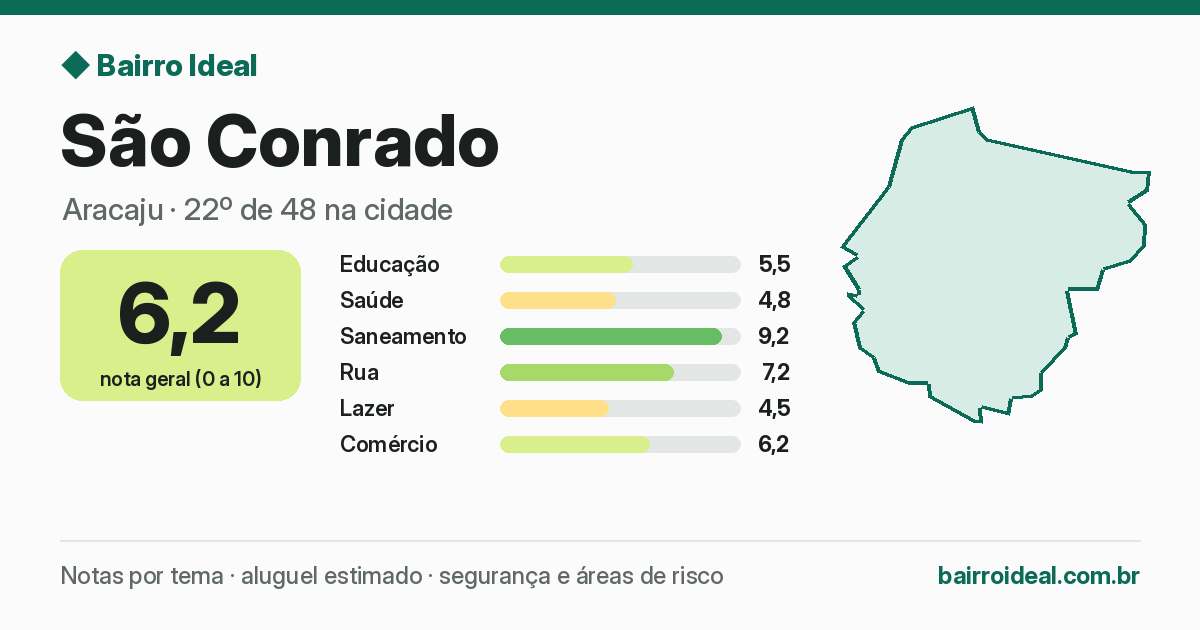 Bairro Ideal
São Conrado
Aracaju · 22º de 48 na cidade
6,2
nota geral (0 a 10)
Educação 5,5
Saúde 4,8
Saneamento 9,2
Rua 7,2
Lazer 4,5
Comércio 6,2
Notas por tema · aluguel estimado · segurança e áreas de risco
bairroideal.com.br